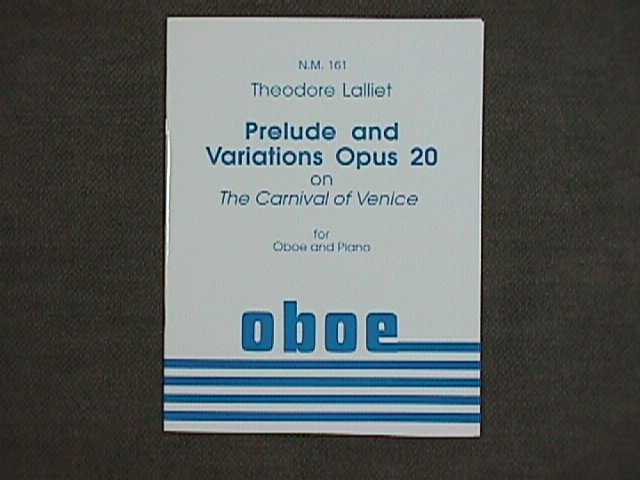 N.M. 161
Theodore Lalliet
Prelude and
Variations Opus 20
on
The Carnival of Venice
for
Oboe and Piano
oboe